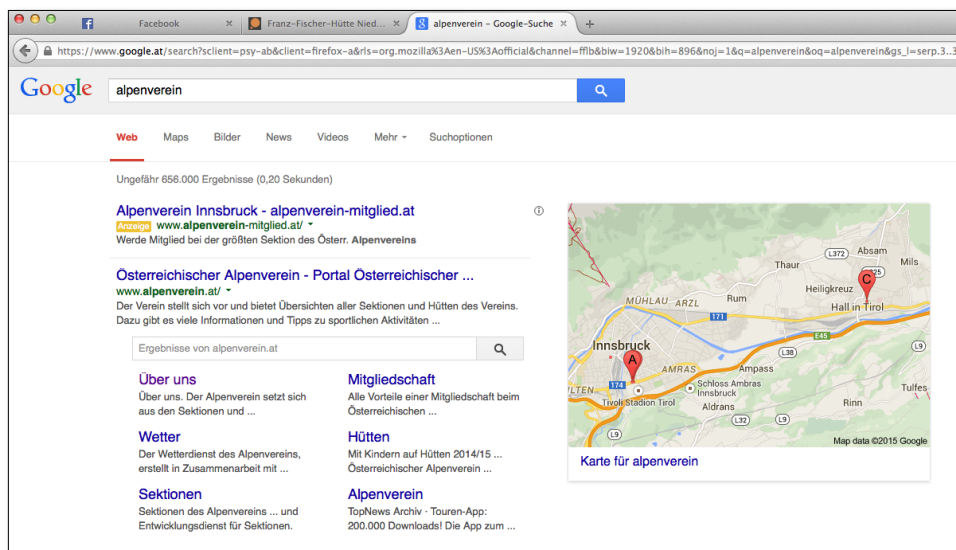 Facebook
Franz-Fischer-Hütte Nied...
alpenverein – Google-Suche
https://www.google.at/search?sclient=psy-ab&client=firefox-a&rls=org.mozilla%3Aen-US%3Aofficial&channel=fflb&biw=1920&bih=896&noj=1&q=alpenverein&oq=alpenverein&gs_l=serp.3..3
Google
alpenverein
Web Maps Bilder News Videos Mehr Suchoptionen
Ungefähr 656.000 Ergebnisse (0,20 Sekunden)
Alpenverein Innsbruck - alpenverein-mitglied.at
Anzeige www.alpenverein-mitglied.at/
Werde Mitglied bei der größten Sektion des Österr. Alpenvereins
Österreichischer Alpenverein - Portal Österreichischer ...
www.alpenverein.at/
Der Verein stellt sich vor und bietet Übersichten aller Sektionen und Hütten des Vereins.
Dazu gibt es viele Informationen und Tipps zu sportlichen Aktivitäten ...
Ergebnisse von alpenverein.at
Über uns
Über uns. Der Alpenverein setzt sich
aus den Sektionen und ...
Mitgliedschaft
Alle Vorteile einer Mitgliedschaft beim
Österreichischen ...
Wetter
Der Wetterdienst des Alpenvereins,
erstellt in Zusammenarbeit mit ...
Hütten
Mit Kindern auf Hütten 2014/15 ...
Österreichischer Alpenverein ...
Sektionen
Sektionen des Alpenvereins ... und
Entwicklungsdienst für Sektionen.
Alpenverein
TopNews Archiv · Touren-App:
200.000 Downloads! Die App zum ...
L372
Absam
Thaur
Mils
C
325
Heiligkreuz
MÜHLAU
ARZL
Rum
Hall in Tirol
171
E45
L9
Innsbruck
L38
A
AMRAS
Ampass
174
Schloss Ambras
Innsbruck
Tulfes
LTEN
Tivoli Stadion Tirol
Aldrans
Rinn
L32
L9
L9
L9
Map data ©2015 Google
Karte für alpenverein